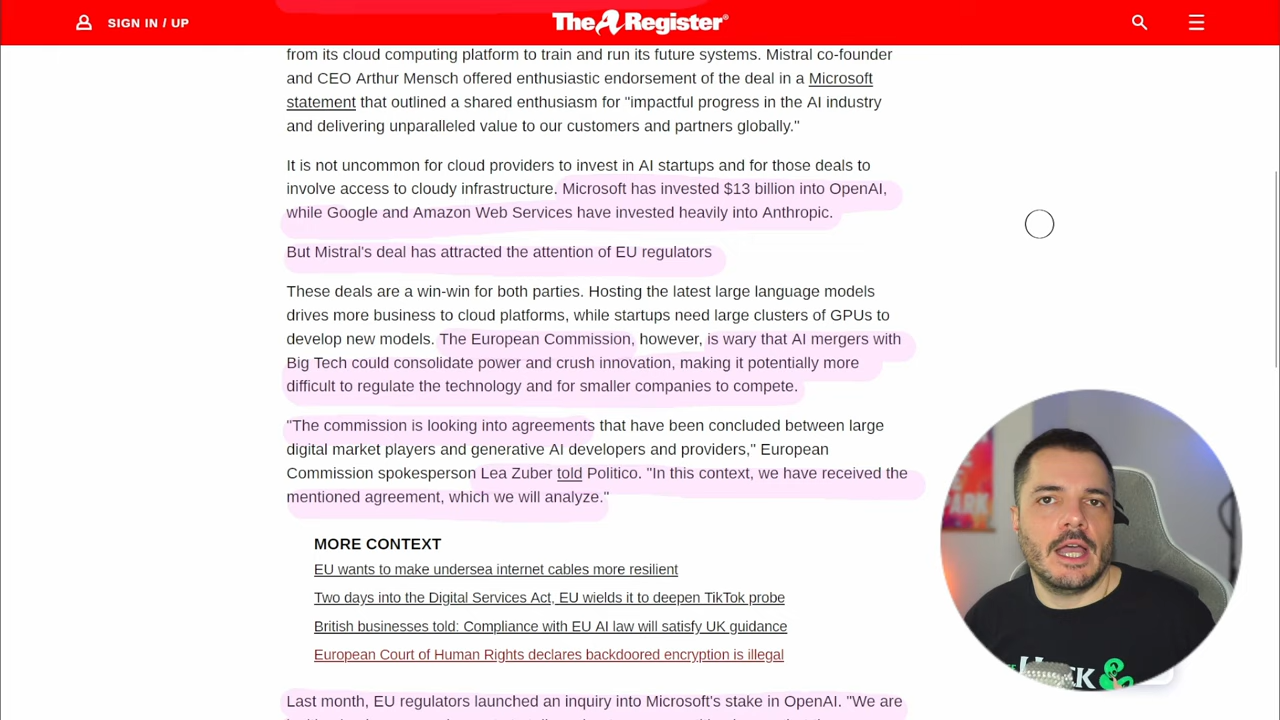 SIGN IN / UP
The Register®
from its cloud computing platform to train and run its future systems. Mistral co-founder
and CEO Arthur Mensch offered enthusiastic endorsement of the deal in a Microsoft
statement that outlined a shared enthusiasm for "impactful progress in the AI industry
and delivering unparalleled value to our customers and partners globally."
It is not uncommon for cloud providers to invest in AI startups and for those deals to
involve access to cloudy infrastructure. Microsoft has invested $13 billion into OpenAI,
while Google and Amazon Web Services have invested heavily into Anthropic.
But Mistral's deal has attracted the attention of EU regulators
These deals are a win-win for both parties. Hosting the latest large language models
drives more business to cloud platforms, while startups need large clusters of GPUs to
develop new models. The European Commission, however, is wary that AI mergers with
Big Tech could consolidate power and crush innovation, making it potentially more
difficult to regulate the technology and for smaller companies to compete.
"The commission is looking into agreements that have been concluded between large
digital market players and generative AI developers and providers," European
Commission spokesperson Lea Zuber told Politico. "In this context, we have received the
mentioned agreement, which we will analyze."
MORE CONTEXT
EU wants to make undersea internet cables more resilient
Two days into the Digital Services Act, EU wields it to deepen TikTok probe
British businesses told: Compliance with EU AI law will satisfy UK guidance
European Court of Human Rights declares backdoored encryption is illegal
Last month, EU regulators launched an inquiry into Microsoft's stake in OpenAI. "We are